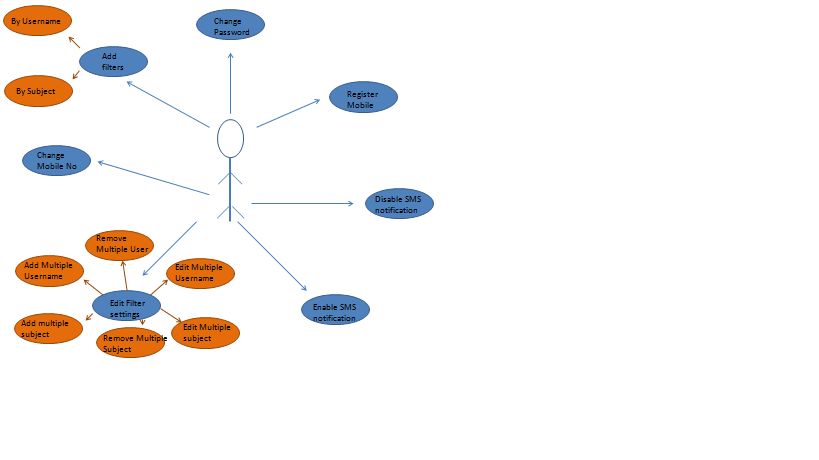 By Username
Change
Password
Add
filters
By Subject
Register
Mobile
Change
Mobile No
Disable SMS
notification
Remove
Multiple User
Add Multiple
Username
Edit Multiple
Username
Edit Filter
settings
Enable SMS
notification
Add multiple
subject
Remove Multiple
Subject
Edit Multiple
subject